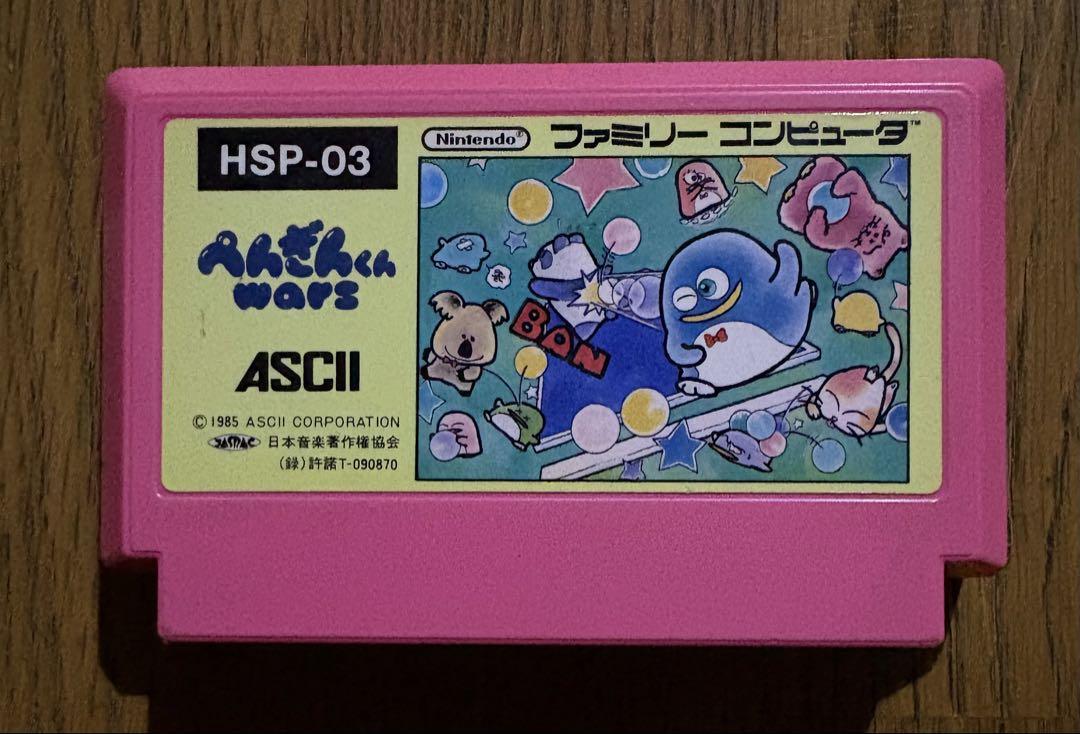 HSP-03
Nintendo®
ファミリー コンピュータ™
ぺんぎんくん
wars
BAN
ASCII
© 1985 ASCII CORPORATION
JASRAC 日本音楽著作権協会
(録)許諾T-090870